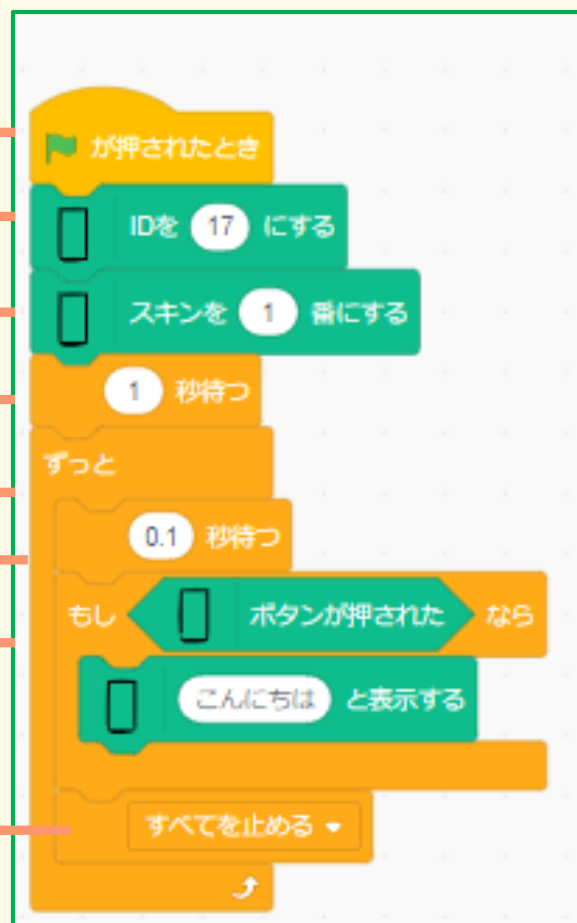 が押されたとき
IDを 17 にする
スキンを 1 番にする
1 秒待つ
ずっと
0.1 秒待つ
もし ボタンが押された なら
こんにちは と表示する
すべてを止める